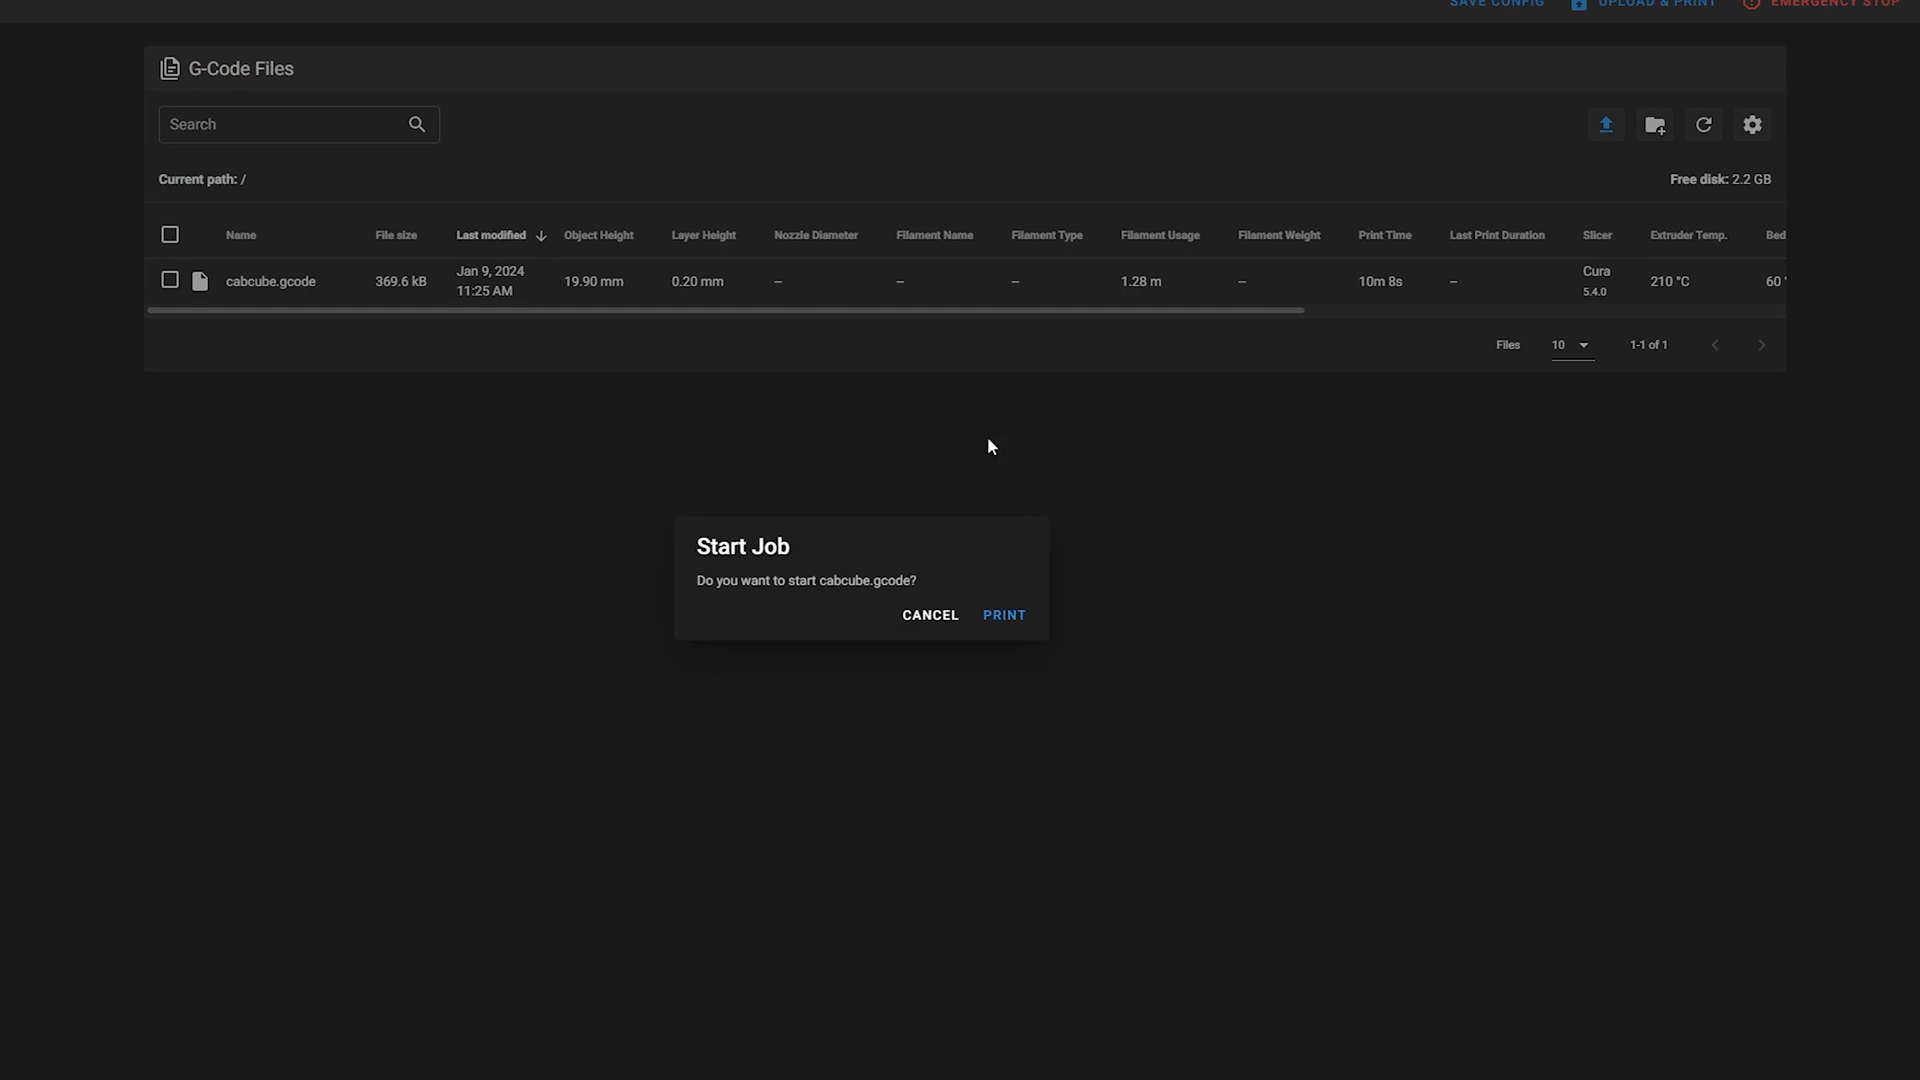 SAVE CONFIG UPLOAD & PRINT EMERGENCY STOP
G-Code Files
Search
Current path: / Free disk: 2.2 GB
Name File size Last modified Object Height Layer Height Nozzle Diameter Filament Name Filament Type Filament Usage Filament Weight Print Time Last Print Duration Slicer Extruder Temp. Bed
cabcube.gcode 369.6 kB Jan 9, 2024 19.90 mm 0.20 mm – – – 1.28 m – 10m 8s – Cura 210 °C 60 °
11:25 AM 5.4.0
Files 10 1-1 of 1
Start Job
Do you want to start cabcube.gcode?
CANCEL PRINT